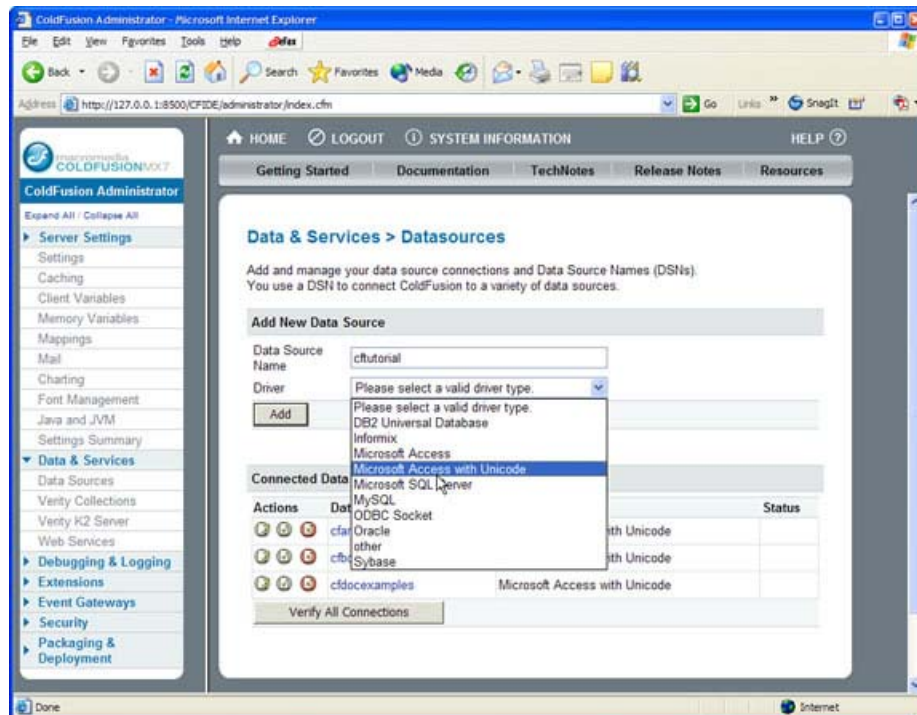 ColdFusion Administrator - Microsoft Internet Explorer
File Edit View Favorites Tools Help eFax
Back Search Favorites Media
Address http://127.0.0.1:8500/CFIDE/administrator/index.cfm Go Links » SnagIt
macromedia
COLDFUSION MX7
HOME LOGOUT SYSTEM INFORMATION HELP
Getting Started Documentation TechNotes Release Notes Resources
ColdFusion Administrator
Expand All / Collapse All
Server Settings
Settings
Caching
Client Variables
Memory Variables
Mappings
Mail
Charting
Font Management
Java and JVM
Settings Summary
Data & Services
Data Sources
Verity Collections
Verity K2 Server
Web Services
Debugging & Logging
Extensions
Event Gateways
Security
Packaging &
Deployment
Data & Services > Datasources
Add and manage your data source connections and Data Source Names (DSNs).
You use a DSN to connect ColdFusion to a variety of data sources.
Add New Data Source
Data Source
Name cftutorial
Driver Please select a valid driver type.
Add
Please select a valid driver type.
DB2 Universal Database
Informix
Microsoft Access
Microsoft Access with Unicode
Microsoft SQL Server
MySQL
ODBC Socket
Oracle
other
Sybase
Connected Data
Actions Dat Status
cfar ith Unicode
cfbo ith Unicode
cfdocexamples Microsoft Access with Unicode
Verify All Connections
Done Internet